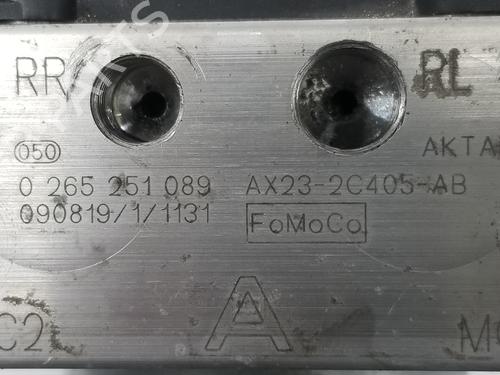 RR RL
050 AKTA
0 265 251 089 AX23-2C405-AB
090819/1/1131 FoMoCo
C2 A M